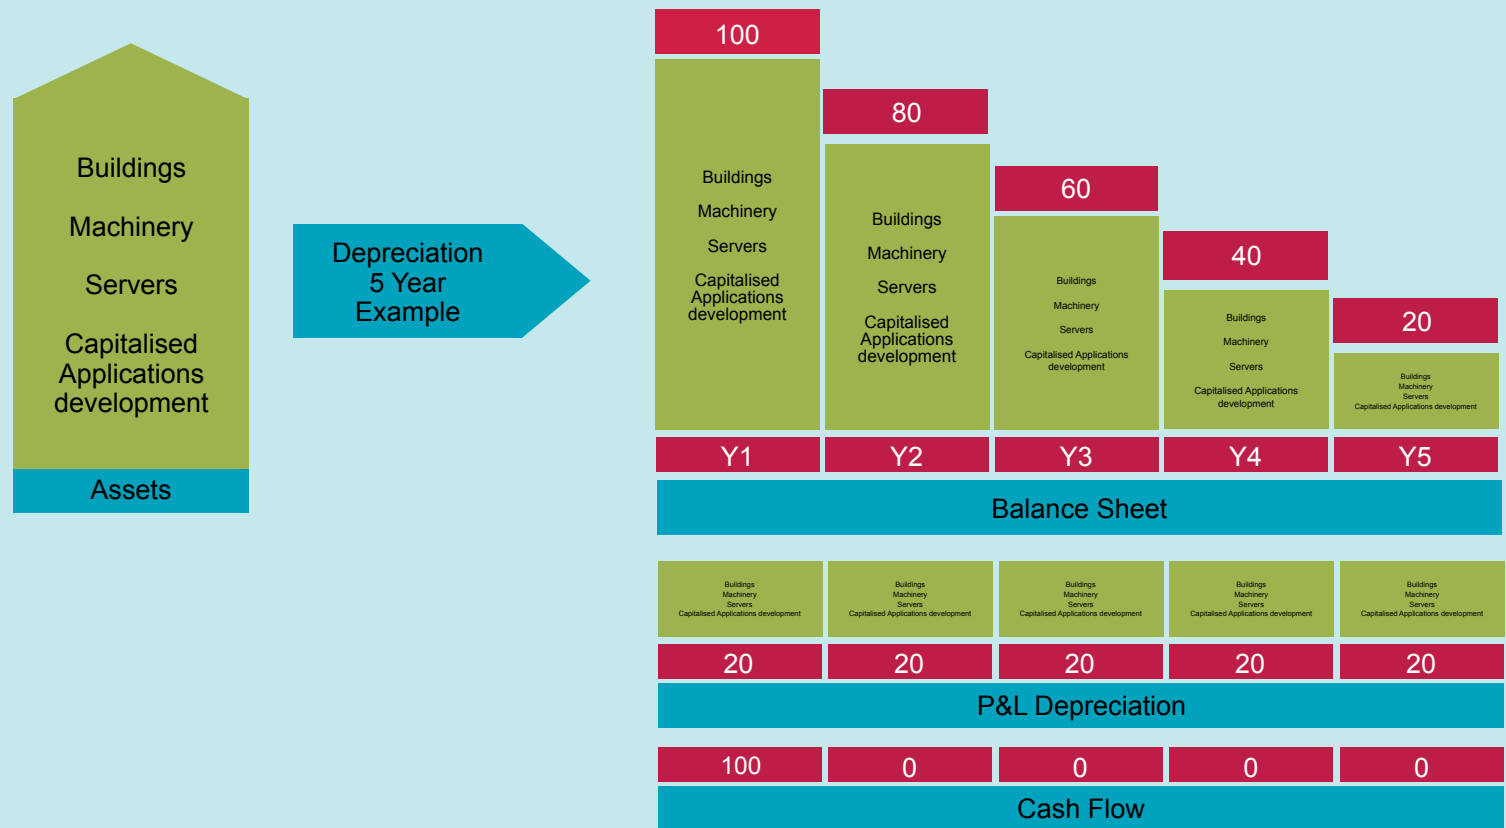 Buildings
Machinery
Servers
Capitalised
Applications
development
Assets
Depreciation
5 Year
Example
100
Buildings
Machinery
Servers
Capitalised
Applications
development
80
Buildings
Machinery
Servers
Capitalised
Applications
development
60
Buildings
Machinery
Servers
Capitalised Applications
development
40
Buildings
Machinery
Servers
Capitalised Applications
development
20
Buildings
Machinery
Servers
Capitalised Applications development
Y1 Y2 Y3 Y4 Y5
Balance Sheet
Buildings
Machinery
Servers
Capitalised Applications development
Buildings
Machinery
Servers
Capitalised Applications development
Buildings
Machinery
Servers
Capitalised Applications development
Buildings
Machinery
Servers
Capitalised Applications development
Buildings
Machinery
Servers
Capitalised Applications development
20 20 20 20 20
P&L Depreciation
100 0 0 0 0
Cash Flow